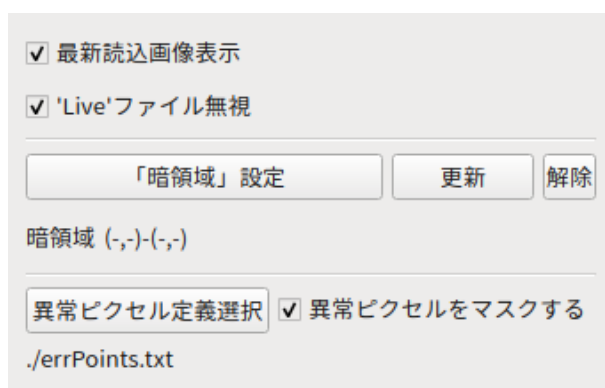 最新読込画像表示
'Live'ファイル無視
「暗領域」設定 更新 解除
暗領域 (-,-)-(-,-)
異常ピクセル定義選択 異常ピクセルをマスクする
./errPoints.txt